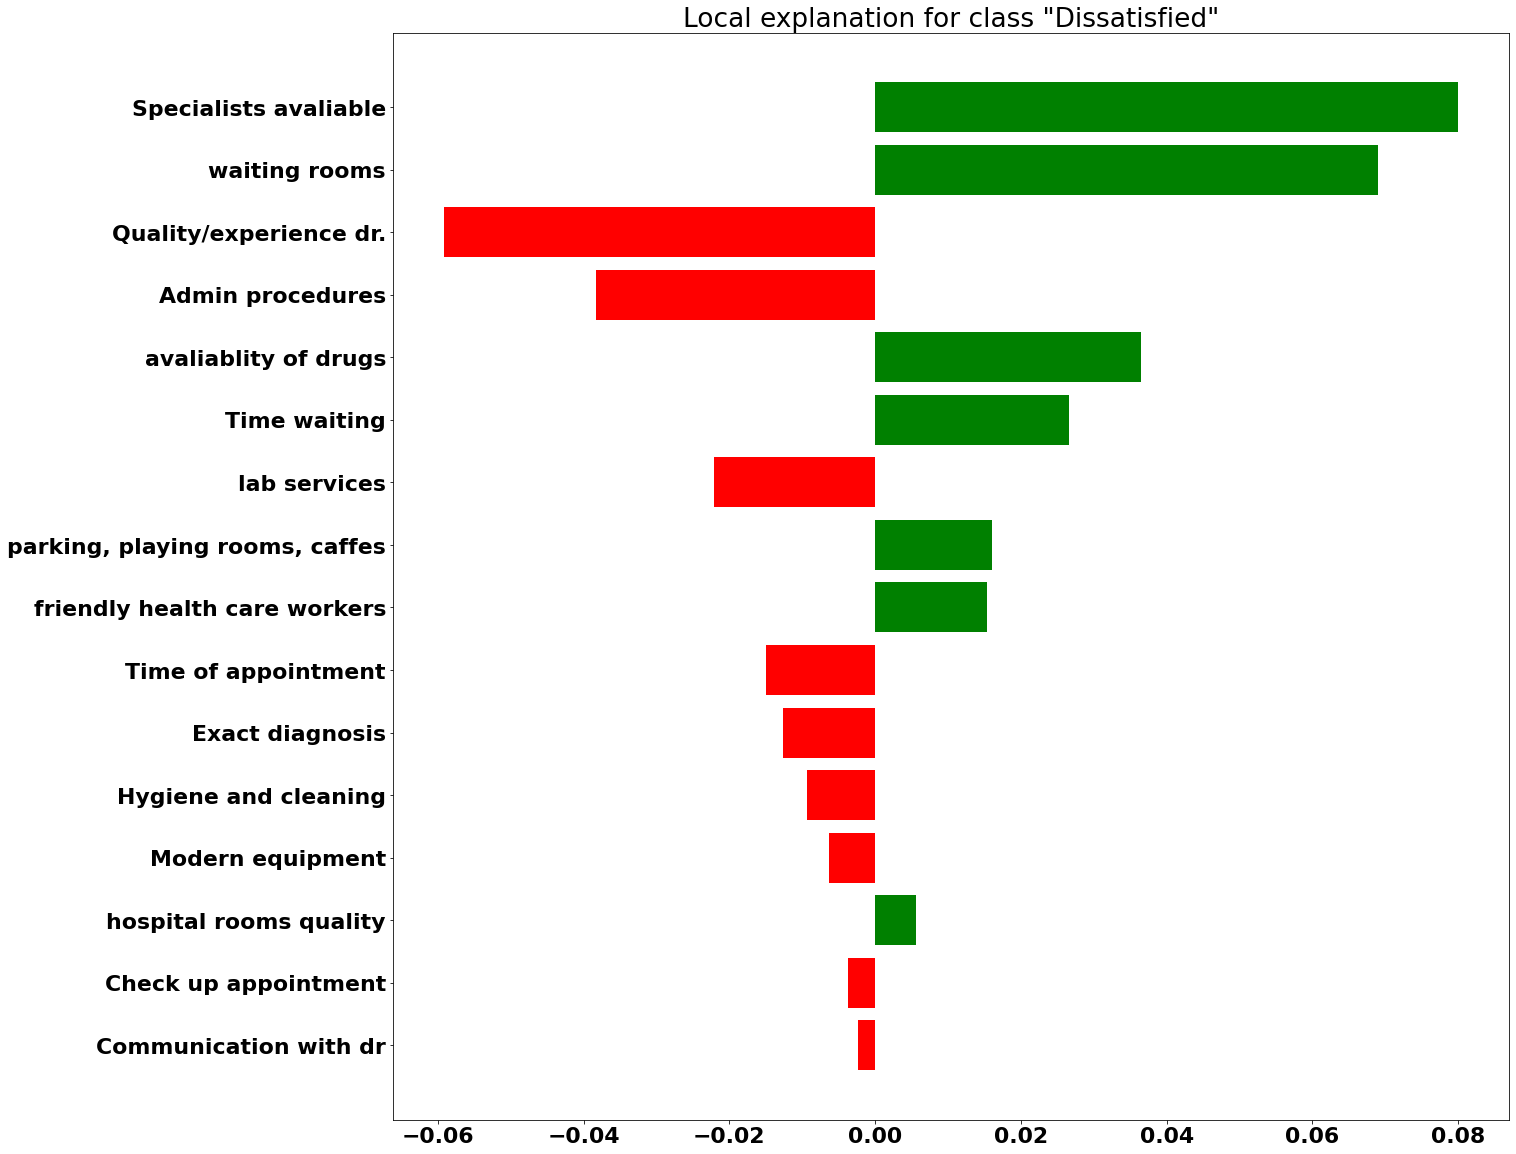 Local explanation for class "Dissatisfied"
Specialists avaliable
waiting rooms
Quality/experience dr.
Admin procedures
avaliablity of drugs
Time waiting
lab services
parking, playing rooms, caffes
friendly health care workers
Time of appointment
Exact diagnosis
Hygiene and cleaning
Modern equipment
hospital rooms quality
Check up appointment
Communication with dr
−0.06 −0.04 −0.02 0.00 0.02 0.04 0.06 0.08